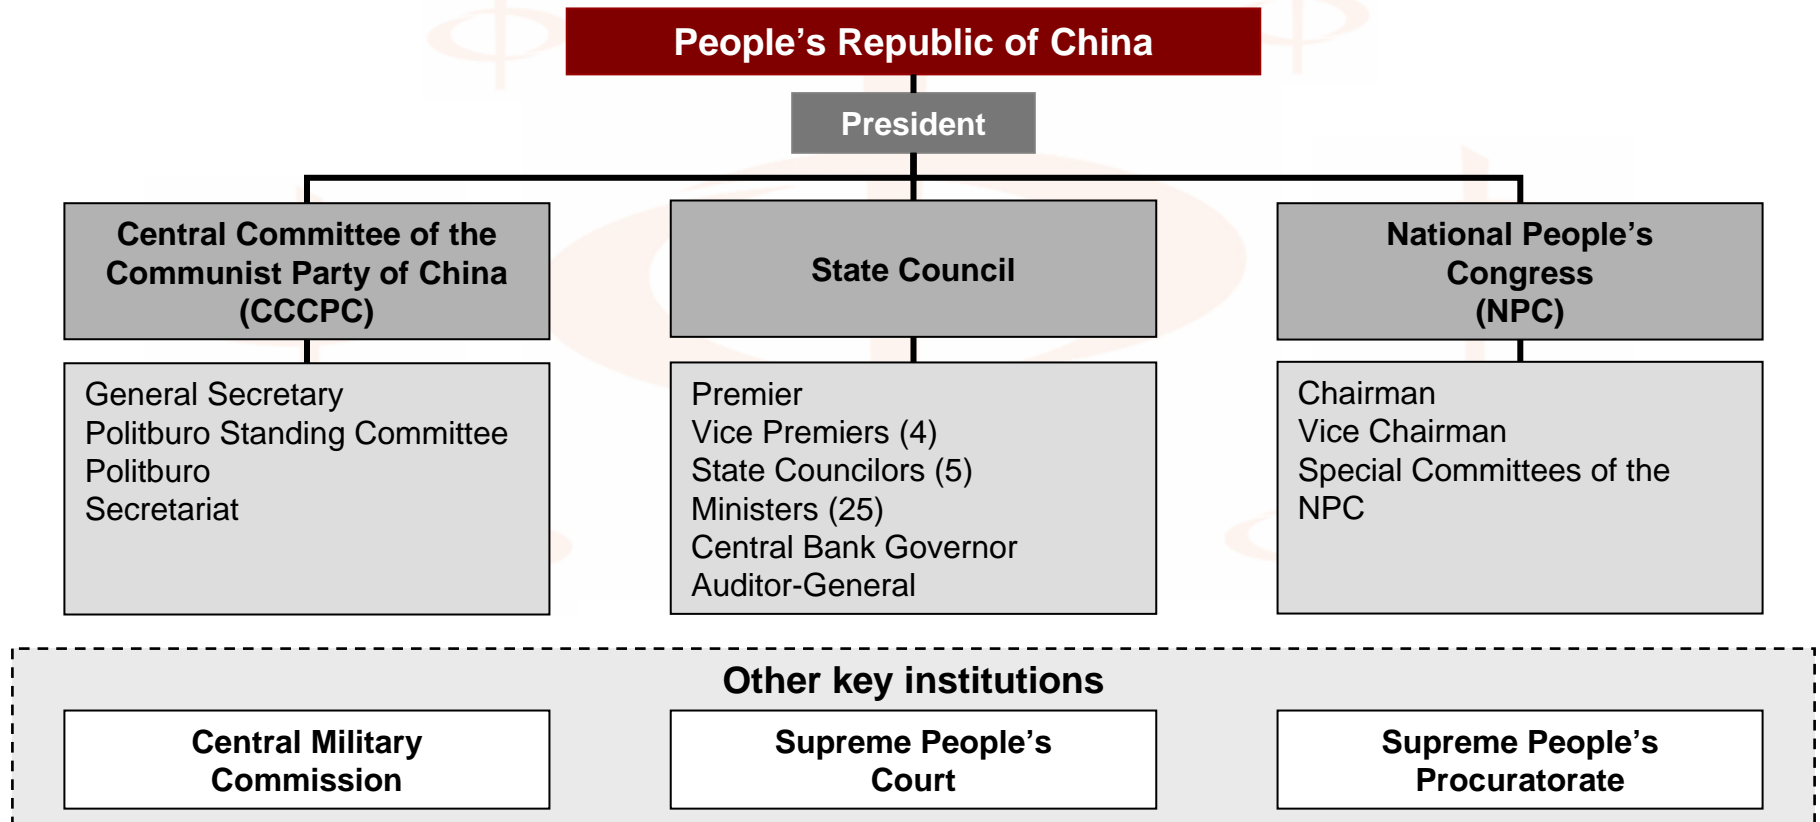 People’s Republic of China
President
Central Committee of the
Communist Party of China
(CCCPC)
State Council
National People’s
Congress
(NPC)
General Secretary
Politburo Standing Committee
Politburo
Secretariat
Premier
Vice Premiers (4)
State Councilors (5)
Ministers (25)
Central Bank Governor
Auditor-General
Chairman
Vice Chairman
Special Committees of the
NPC
Other key institutions
Central Military
Commission
Supreme People’s
Court
Supreme People’s
Procuratorate